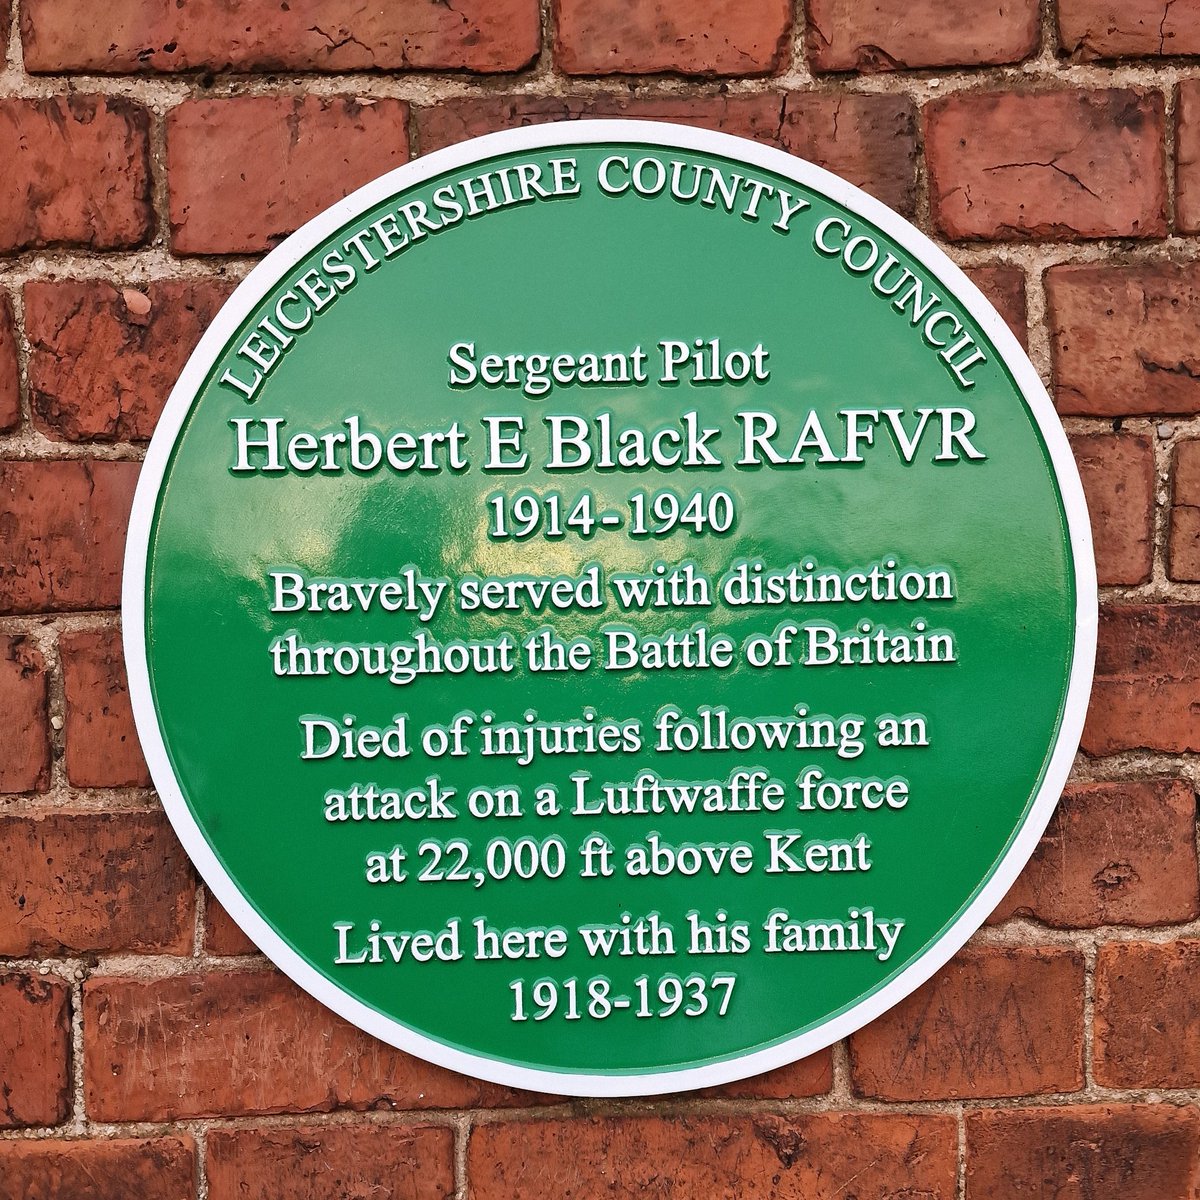 LEICESTERSHIRE COUNTY COUNCIL
Sergeant Pilot
Herbert E Black RAFVR
1914-1940
Bravely served with distinction
throughout the Battle of Britain
Died of injuries following an
attack on a Luftwaffe force
at 22,000 ft above Kent
Lived here with his family
1918-1937